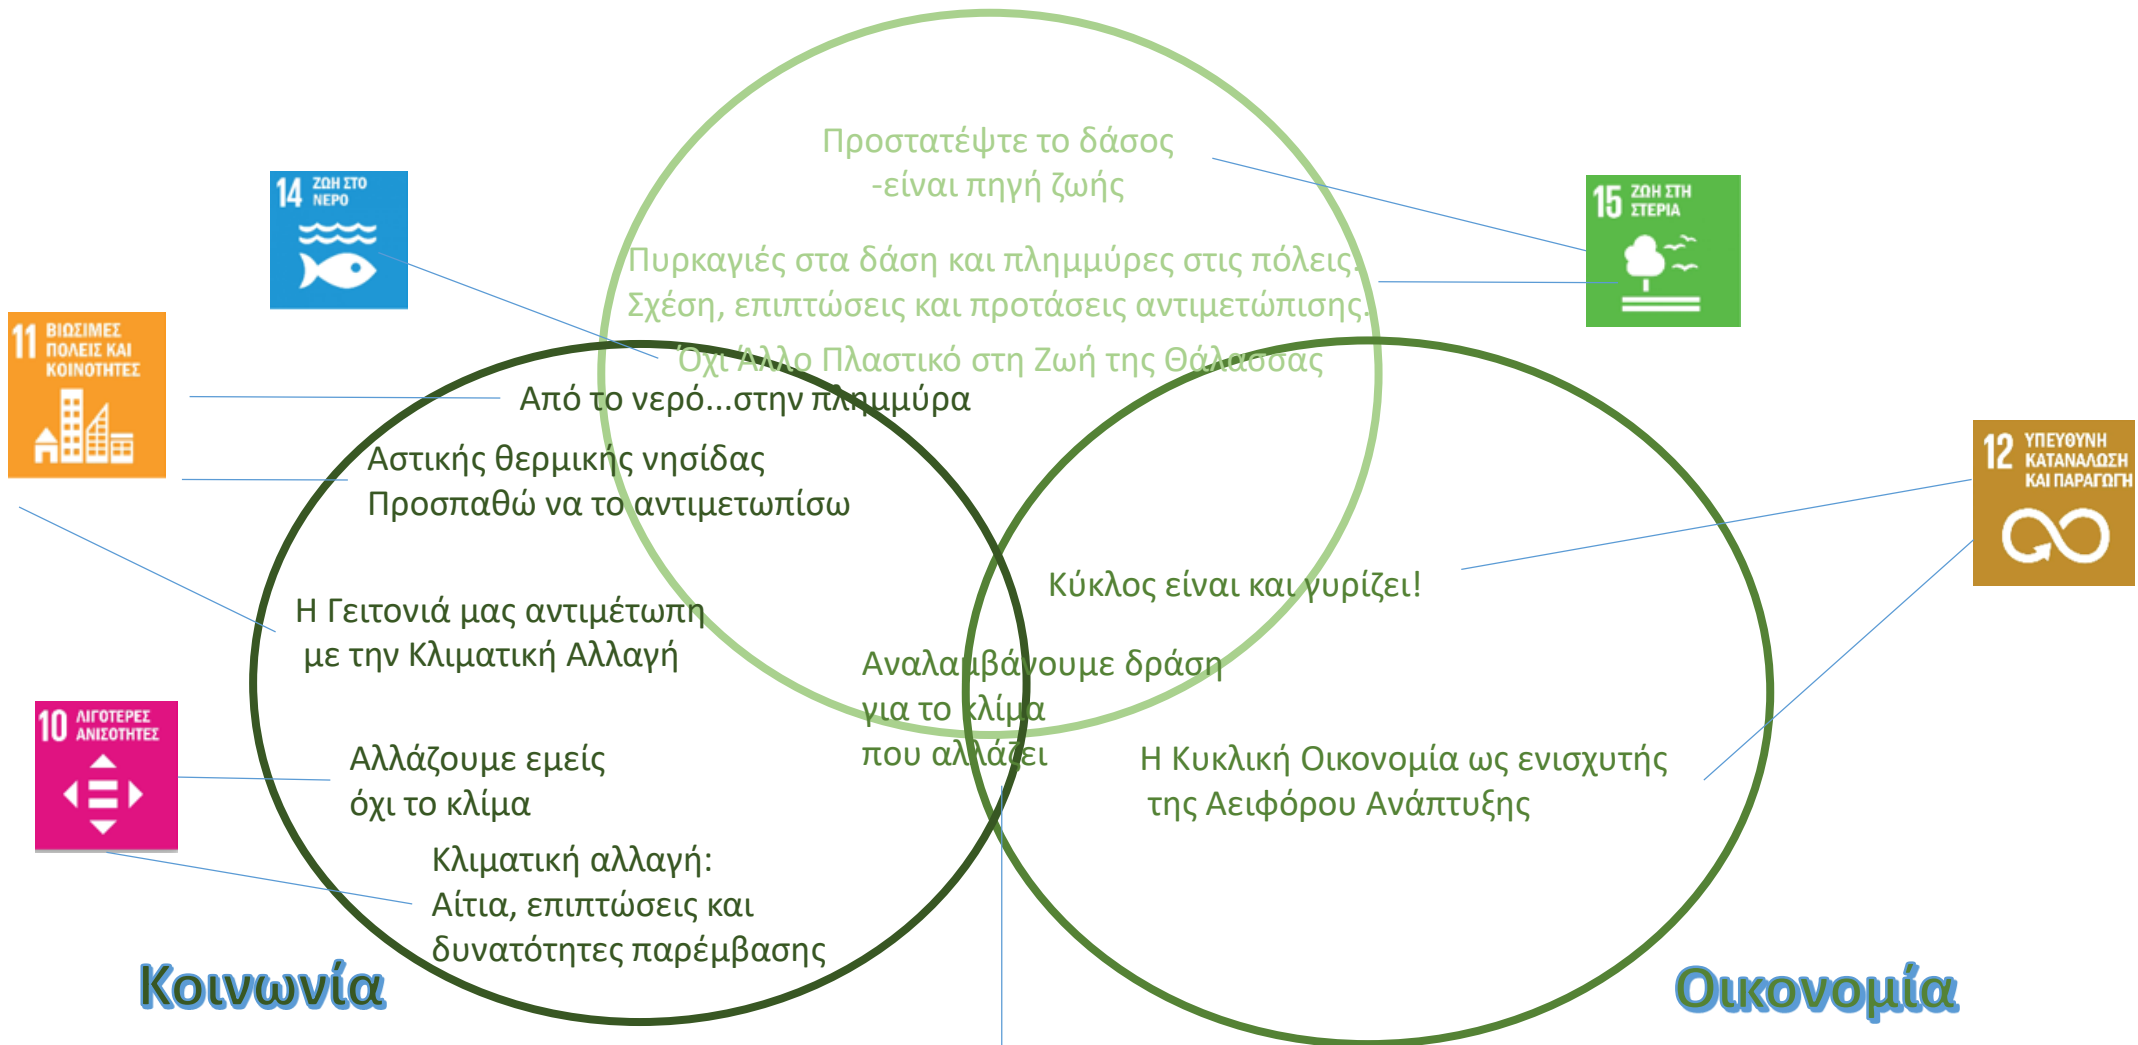 Προστατέψτε το δάσος
-είναι πηγή ζωής
14 ΖΩΗ ΣΤΟ
ΝΕΡΟ
15 ΖΩΗ ΣΤΗ
ΣΤΕΡΙΑ
Πυρκαγιές στα δάση και πλημμύρες στις πόλεις.
Σχέση, επιπτώσεις και προτάσεις αντιμετώπισης.
11 ΒΙΩΣΙΜΕΣ
ΠΟΛΕΙΣ ΚΑΙ
ΚΟΙΝΟΤΗΤΕΣ
Όχι Άλλο Πλαστικό στη Ζωή της Θάλασσας
Από το νερό...στην πλημμύρα
Αστικής θερμικής νησίδας
Προσπαθώ να το αντιμετωπίσω
12 ΥΠΕΥΘΥΝΗ
ΚΑΤΑΝΑΛΩΣΗ
ΚΑΙ ΠΑΡΑΓΩΓΗ
Κύκλος είναι και γυρίζει!
Η Γειτονιά μας αντιμέτωπη
με την Κλιματική Αλλαγή
Αναλαμβάνουμε δράση
για το κλίμα
που αλλάζει
10 ΛΙΓΟΤΕΡΕΣ
ΑΝΙΣΟΤΗΤΕΣ
Αλλάζουμε εμείς
όχι το κλίμα
Η Κυκλική Οικονομία ως ενισχυτής
της Αειφόρου Ανάπτυξης
Κλιματική αλλαγή:
Αίτια, επιπτώσεις και
δυνατότητες παρέμβασης
Κοινωνία
Οικονομία